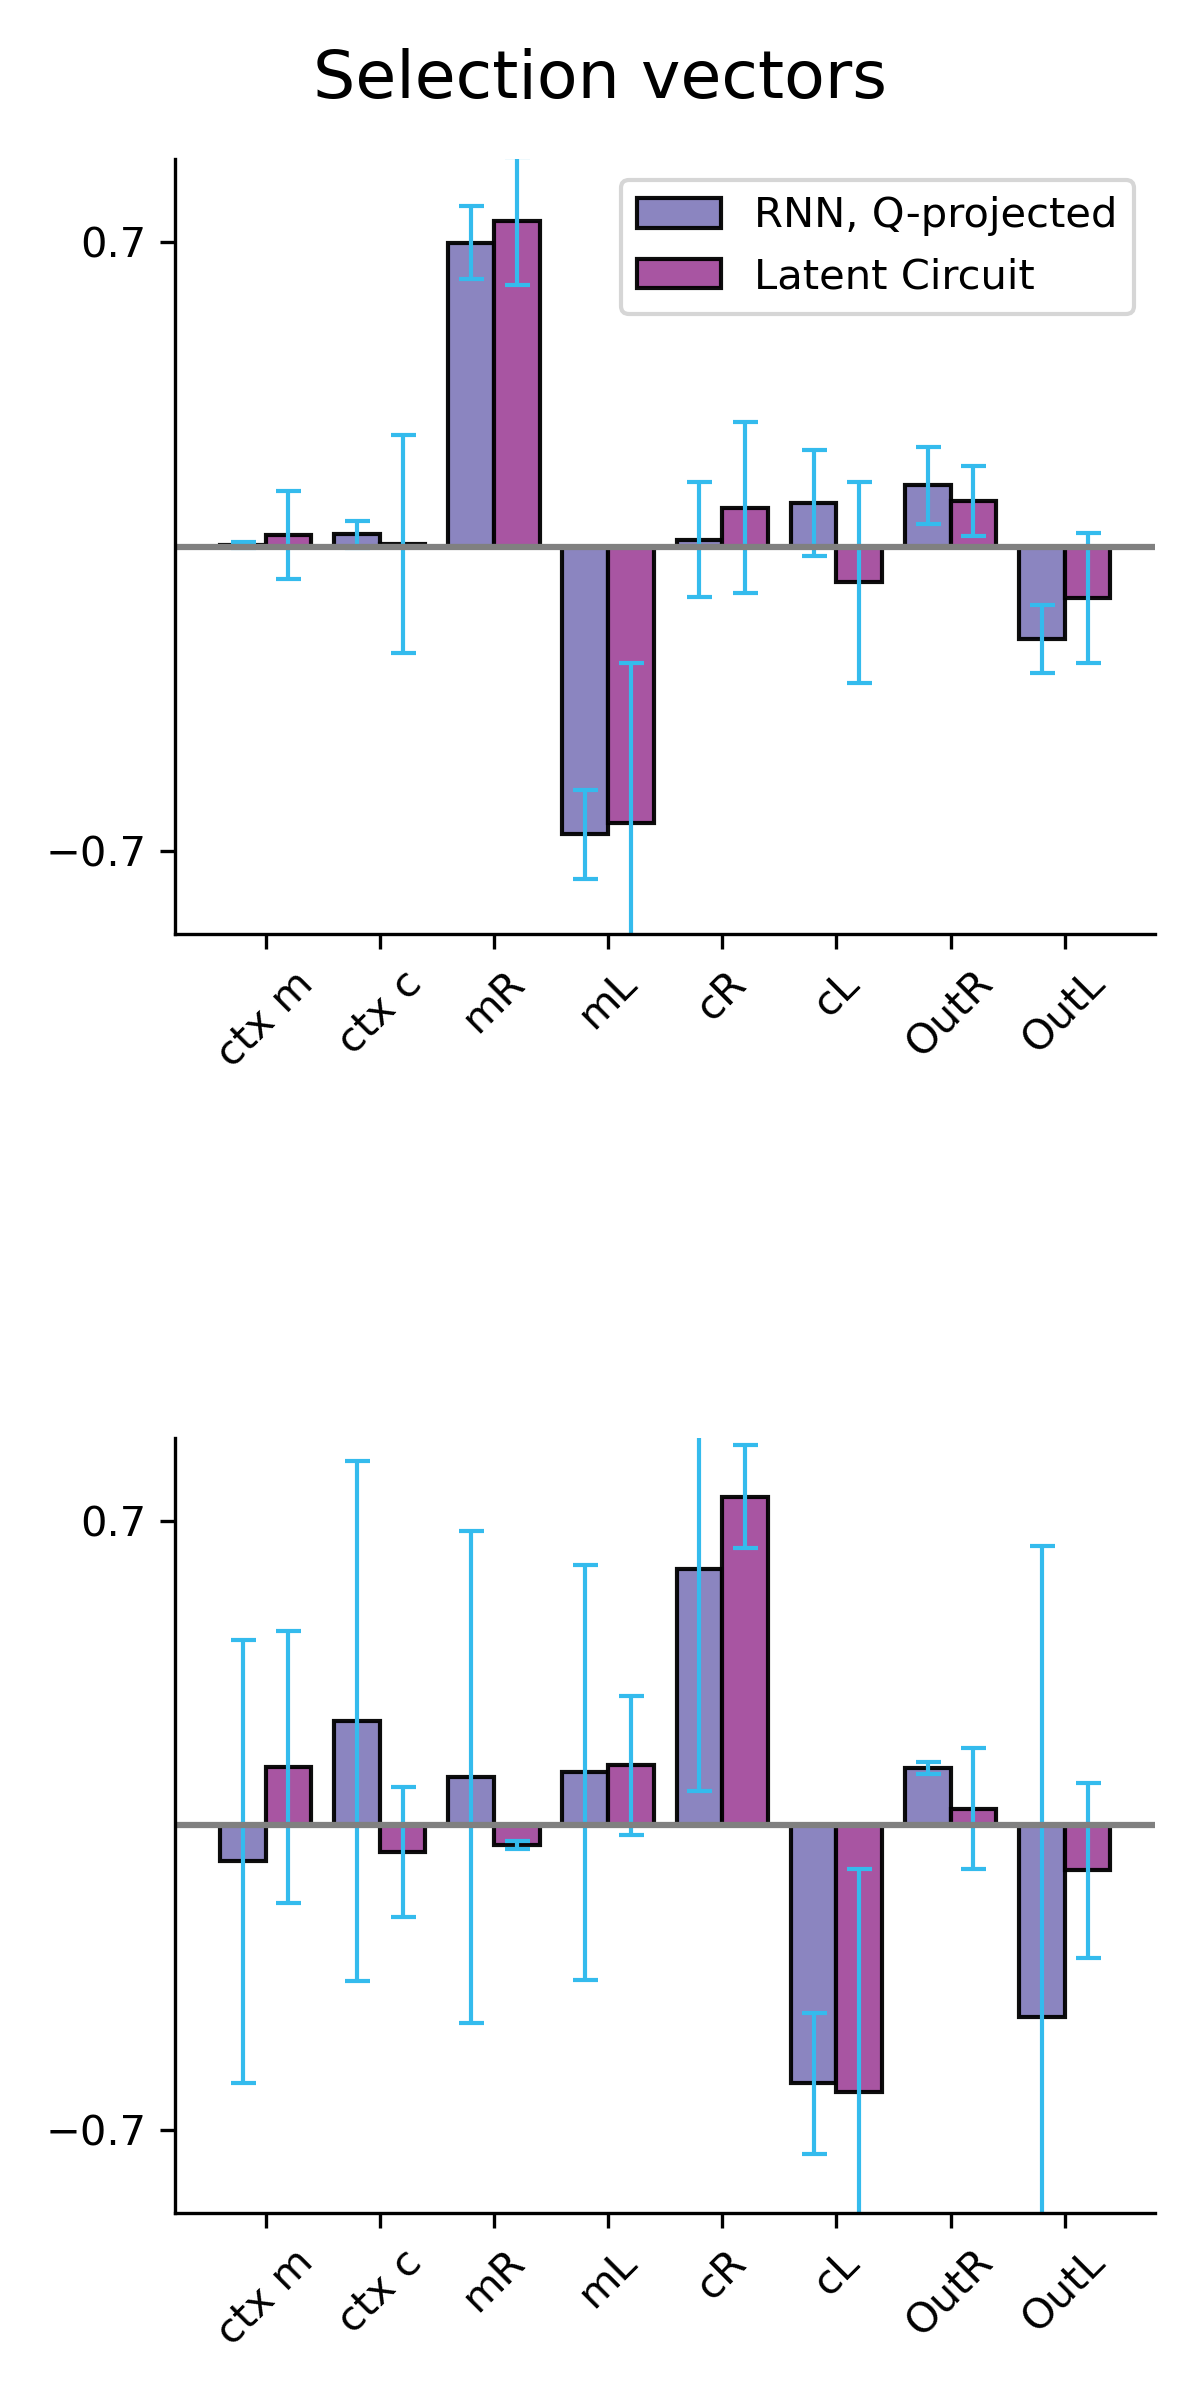 Selection vectors
0.7
−0.7
RNN, Q-projected
Latent Circuit
ctx m
ctx c
mR
mL
cR
cL
OutR
OutL
0.7
−0.7
ctx m
ctx c
mR
mL
cR
cL
OutR
OutL